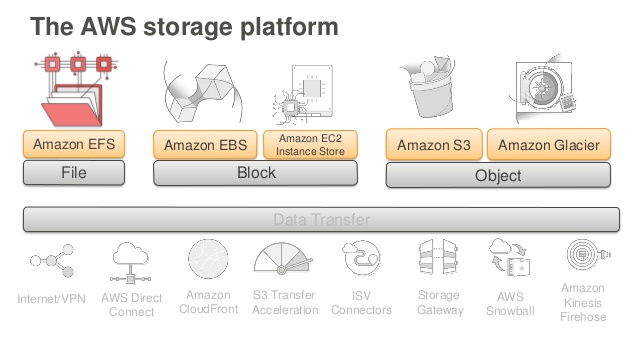 The AWS storage platform
Amazon EFS
File
Amazon EBS
Amazon EC2
Instance Store
Block
Amazon S3
Amazon Glacier
Object
Data Transfer
Internet/VPN
AWS Direct
Connect
Amazon
CloudFront
S3 Transfer
Acceleration
ISV
Connectors
Storage
Gateway
AWS
Snowball
Amazon
Kinesis
Firehose